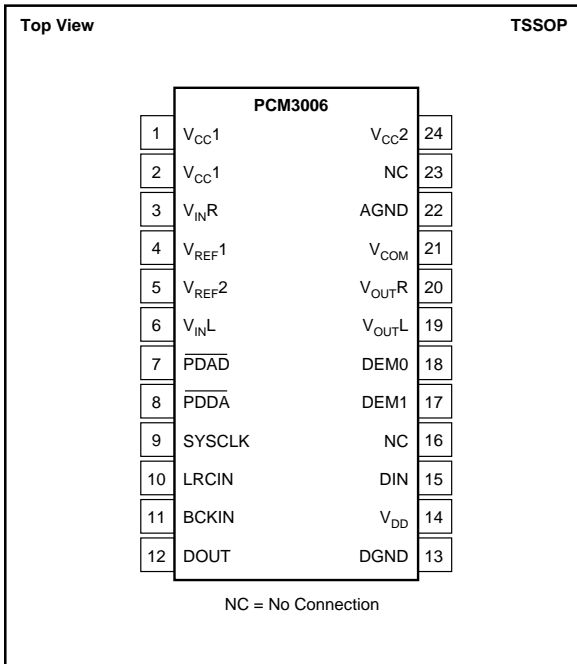 Top View TSSOP
PCM3006
1 VCC1 VCC2 24
2 VCC1 NC 23
3 VINR AGND 22
4 VREF1 VCOM 21
5 VREF2 VOUTR 20
6 VINL VOUTL 19
7 PDAD DEM0 18
8 PDDA DEM1 17
9 SYSCLK NC 16
10 LRCIN DIN 15
11 BCKIN VDD 14
12 DOUT DGND 13
NC = No Connection